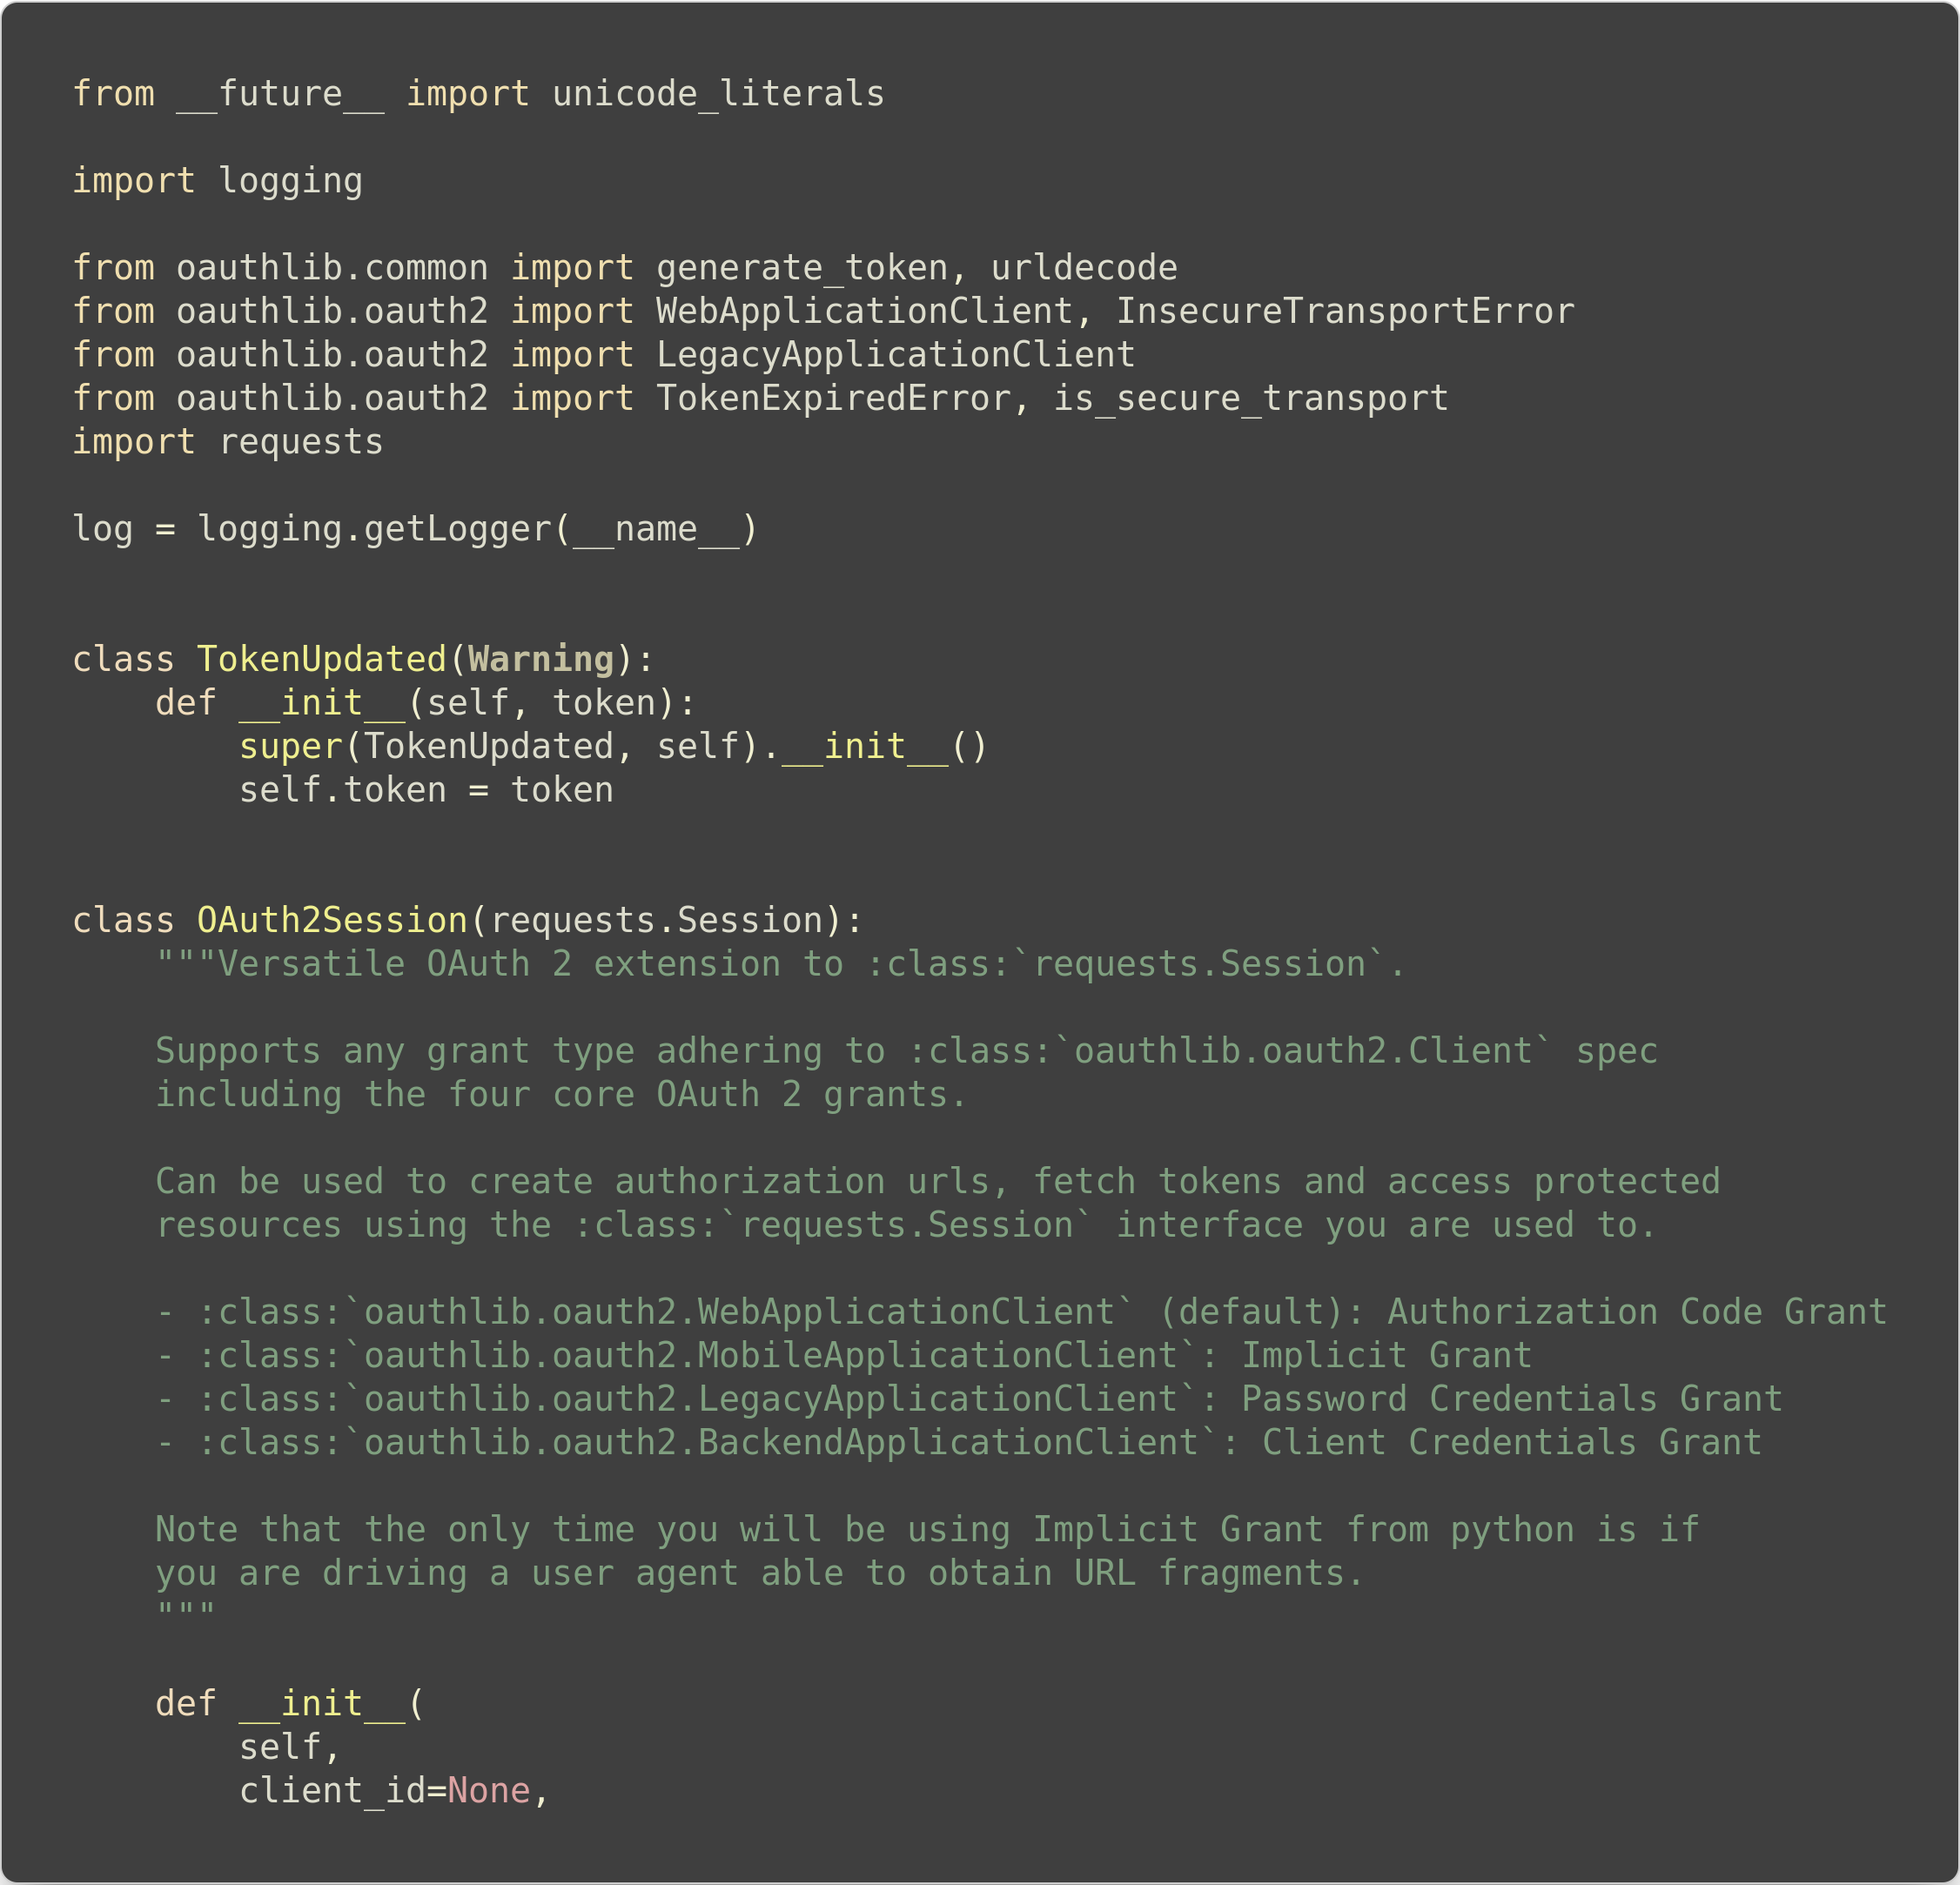 from __future__ import unicode_literals

import logging

from oauthlib.common import generate_token, urldecode
from oauthlib.oauth2 import WebApplicationClient, InsecureTransportError
from oauthlib.oauth2 import LegacyApplicationClient
from oauthlib.oauth2 import TokenExpiredError, is_secure_transport
import requests

log = logging.getLogger(__name__)


class TokenUpdated(Warning):
    def __init__(self, token):
        super(TokenUpdated, self).__init__()
        self.token = token


class OAuth2Session(requests.Session):
    """Versatile OAuth 2 extension to :class:`requests.Session`.

    Supports any grant type adhering to :class:`oauthlib.oauth2.Client` spec
    including the four core OAuth 2 grants.

    Can be used to create authorization urls, fetch tokens and access protected
    resources using the :class:`requests.Session` interface you are used to.

    - :class:`oauthlib.oauth2.WebApplicationClient` (default): Authorization Code Grant
    - :class:`oauthlib.oauth2.MobileApplicationClient`: Implicit Grant
    - :class:`oauthlib.oauth2.LegacyApplicationClient`: Password Credentials Grant
    - :class:`oauthlib.oauth2.BackendApplicationClient`: Client Credentials Grant

    Note that the only time you will be using Implicit Grant from python is if
    you are driving a user agent able to obtain URL fragments.
    """

    def __init__(
        self,
        client_id=None,